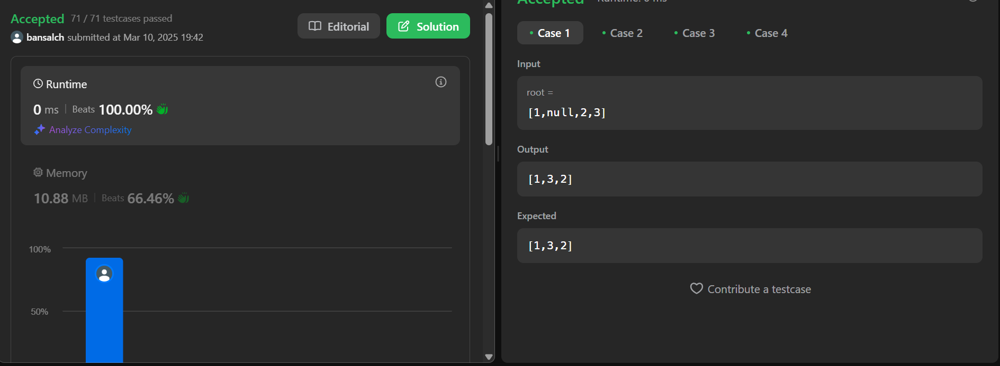 Accepted 71 / 71 testcases passed
bansalch submitted at Mar 10, 2025 19:42
Editorial
Solution
Runtime
0 ms | Beats 100.00%
Analyze Complexity
Memory
10.88 MB | Beats 66.46%
100%
50%
Accepted Runtime: 0 ms
Case 1
Case 2
Case 3
Case 4
Input
root =
[1,null,2,3]
Output
[1,3,2]
Expected
[1,3,2]
Contribute a testcase